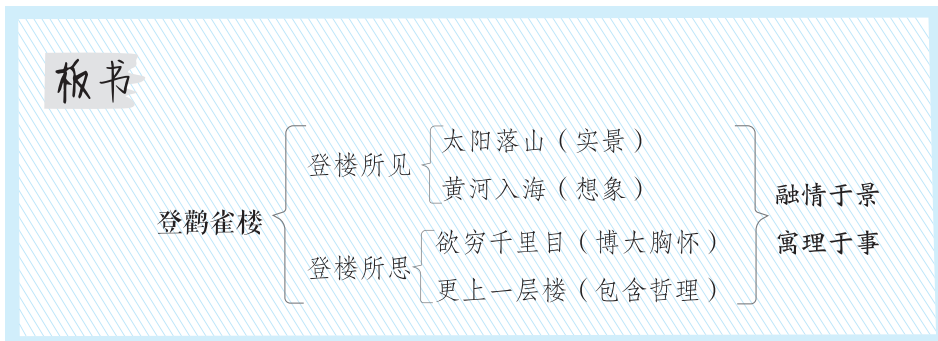 板书
登鹳雀楼
登楼所见
太阳落山（实景）
黄河入海（想象）
登楼所思
欲穷千里目（博大胸怀）
更上一层楼（包含哲理）
融情于景
寓理于事